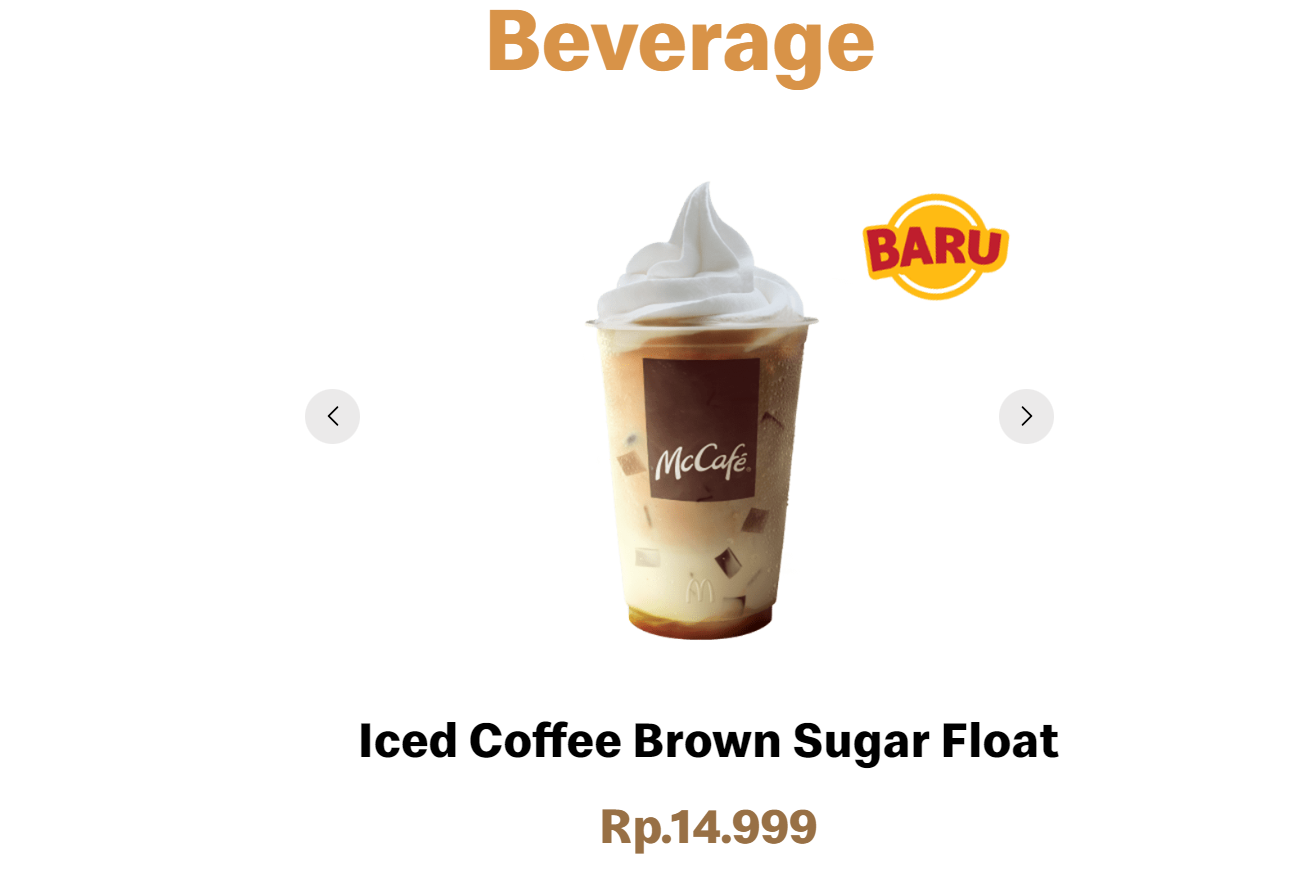 Beverage
BARU
McCafé
Iced Coffee Brown Sugar Float
Rp.14.999